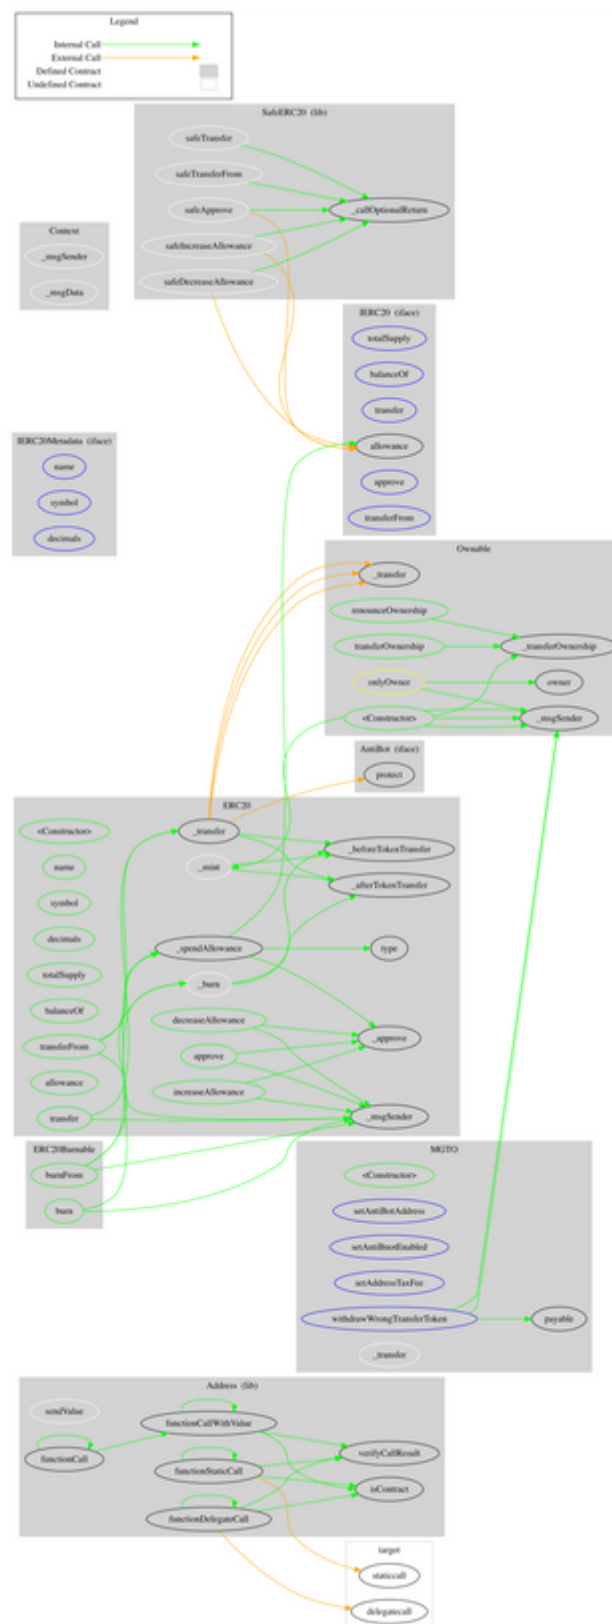 Legend
Internal Call
External Call
Defined Contract
Undefined Contract
SafeERC20 (lib)
safeTransfer
safeTransferFrom
safeApprove
_callOptionalReturn
safeIncreaseAllowance
safeDecreaseAllowance
Context
_msgSender
_msgData
IERC20 (iface)
totalSupply
balanceOf
transfer
allowance
approve
transferFrom
IERC20Metadata (iface)
name
symbol
decimals
Ownable
_transfer
renounceOwnership
transferOwnership
_transferOwnership
onlyOwner
owner
<Constructor>
_msgSender
AntiBot (iface)
protect
ERC20
<Constructor>
_transfer
name
_mint
_beforeTokenTransfer
symbol
_afterTokenTransfer
decimals
_spendAllowance
type
totalSupply
_burn
balanceOf
decreaseAllowance
transferFrom
approve
_approve
allowance
increaseAllowance
transfer
_msgSender
ERC20Burnable
burnFrom
burn
MGTO
<Constructor>
setAntiBotAddress
setAntiBnotEnabled
setAddressTaxFee
withdrawWrongTransferToken
payable
_transfer
Address (lib)
sendValue
functionCallWithValue
functionCall
verifyCallResult
functionStaticCall
isContract
functionDelegateCall
target
staticcall
delegatecall